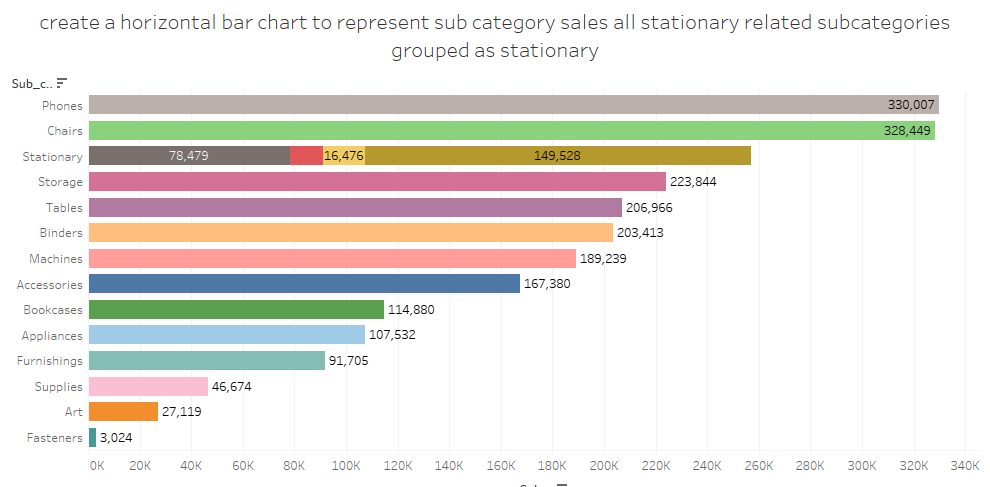 create a horizontal bar chart to represent sub category sales all stationary related subcategories
grouped as stationary
Sub_c..
Phones 330,007
Chairs 328,449
Stationary 78,479 16,476 149,528
Storage 223,844
Tables 206,966
Binders 203,413
Machines 189,239
Accessories 167,380
Bookcases 114,880
Appliances 107,532
Furnishings 91,705
Supplies 46,674
Art 27,119
Fasteners 3,024
0K 20K 40K 60K 80K 100K 120K 140K 160K 180K 200K 220K 240K 260K 280K 300K 320K 340K